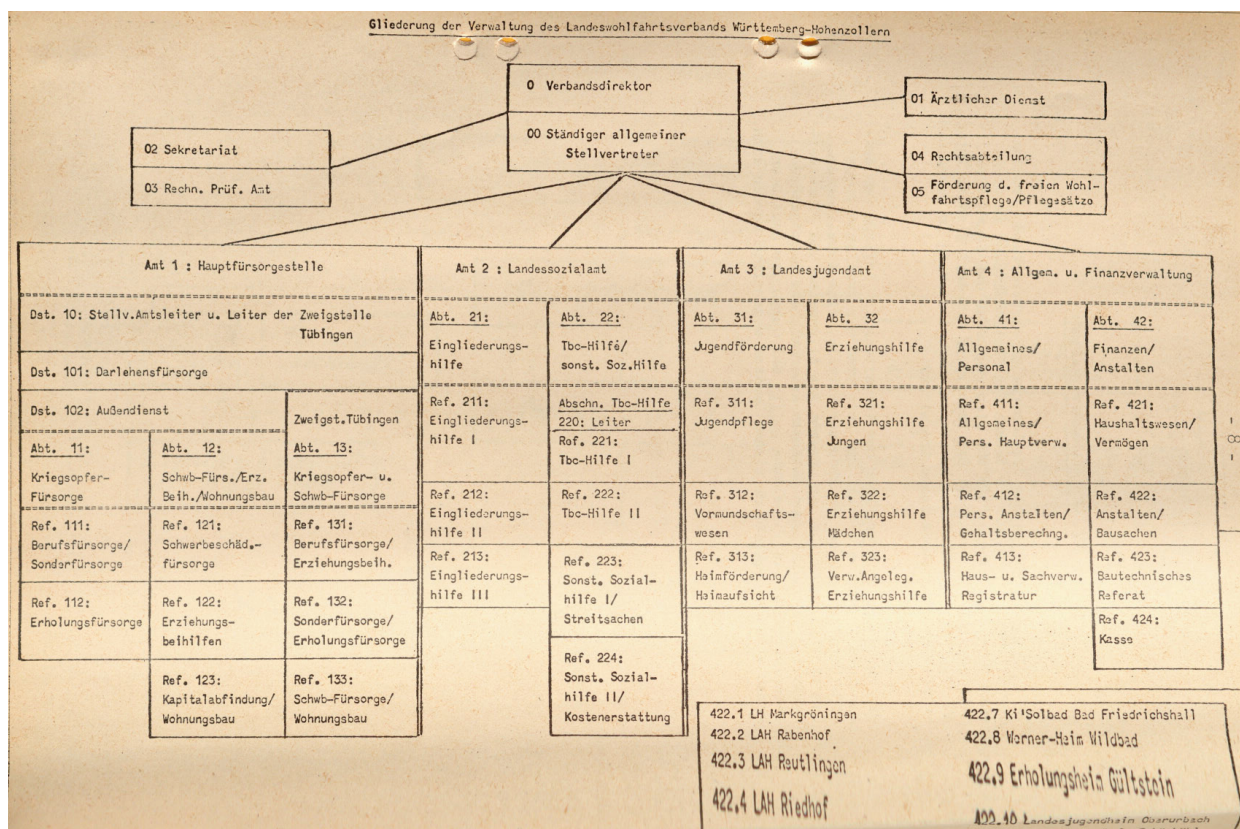 Gliederung der Verwaltung des Landeswohlfahrtsverbands Württemberg-Hohenzollern
0 Verbandsdirektor
00 Ständiger allgemeiner
Stellvertreter
01 Ärztlicher Dienst
02 Sekretariat
03 Rechn. Prüf. Amt
04 Rechtsabteilung
05 Förderung d. freien Wohl-
fahrtspflege/Pflegesätze
Amt 1 : Hauptfürsorgestelle
Dst. 10: Stellv.Amtsleiter u. Leiter der Zweigstelle
Tübingen
Dst. 101: Darlehensfürsorge
Dst. 102: Außendienst
Zweigst.Tübingen
Abt. 11:
Kriegsopfer-
Fürsorge
Ref. 111:
Berufsfürsorge/
Sonderfürsorge
Ref. 112:
Erholungsfürsorge
Abt. 12:
Schwb-Fürs./Erz.
Beih./Wohnungsbau
Ref. 121:
Schwerbeschäd.-
fürsorge
Ref. 122:
Erziehungs-
beihilfen
Ref. 123:
Kapitalabfindung/
Wohnungsbau
Abt. 13:
Kriegsopfer- u.
Schwb-Fürsorge
Ref. 131:
Berufsfürsorge/
Erziehungsbeih.
Ref. 132:
Sonderfürsorge/
Erholungsfürsorge
Ref. 133:
Schwb-Fürsorge/
Wohnungsbau
Amt 2 : Landessozialamt
Abt. 21:
Eingliederungs-
hilfe
Ref. 211:
Eingliederungs-
hilfe I
Ref. 212:
Eingliederungs-
hilfe II
Ref. 213:
Eingliederungs-
hilfe III
Abt. 22:
Tbc-Hilfe/
sonst. Soz.Hilfe
Abschn. Tbc-Hilfe
220: Leiter
Ref. 221:
Tbc-Hilfe I
Ref. 222:
Tbc-Hilfe II
Ref. 223:
Sonst. Sozial-
hilfe I/
Streitsachen
Ref. 224:
Sonst. Sozial-
hilfe II/
Kostenerstattung
Amt 3 : Landesjugendamt
Abt. 31:
Jugendförderung
Ref. 311:
Jugendpflege
Ref. 312:
Vormundschafts-
wesen
Ref. 313:
Heimförderung/
Heimaufsicht
Abt. 32
Erziehungshilfe
Ref. 321:
Erziehungshilfe
Jungen
Ref. 322:
Erziehungshilfe
Mädchen
Ref. 323:
Verw.Angeleg.
Erziehungshilfe
Amt 4 : Allgem. u. Finanzverwaltung
Abt. 41:
Allgemeines/
Personal
Ref. 411:
Allgemeines/
Pers. Hauptverw.
Ref. 412:
Pers. Anstalten/
Gehaltsberechng.
Ref. 413:
Haus- u. Sachverw.
Registratur
Abt. 42:
Finanzen/
Anstalten
Ref. 421:
Haushaltswesen/
Vermögen
Ref. 422:
Anstalten/
Bausachen
Ref. 423:
Bautechnisches
Referat
Ref. 424:
Kasse
- 8 -
422.1 LH Markgröningen
422.2 LAH Rabenhof
422.3 LAH Reutlingen
422.4 LAH Riedhof
422.7 Ki'Solbad Bad Friedrichshall
422.8 Werner-Heim Wildbad
422.9 Erholungsheim Gültstein
422.10 Landesjugendheim Oberurbach